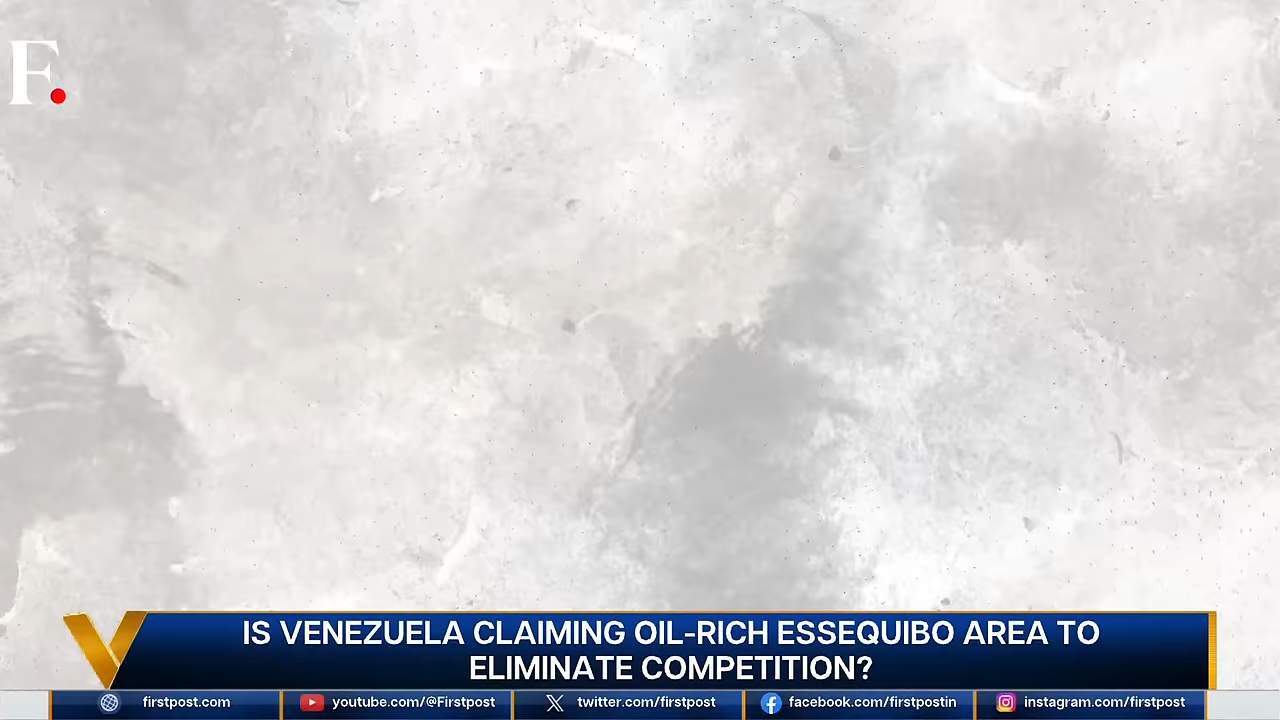 F.
IS VENEZUELA CLAIMING OIL-RICH ESSEQUIBO AREA TO
ELIMINATE COMPETITION?
firstpost.com
youtube.com/@Firstpost
twitter.com/firstpost
facebook.com/firstpostin
instagram.com/firstpost